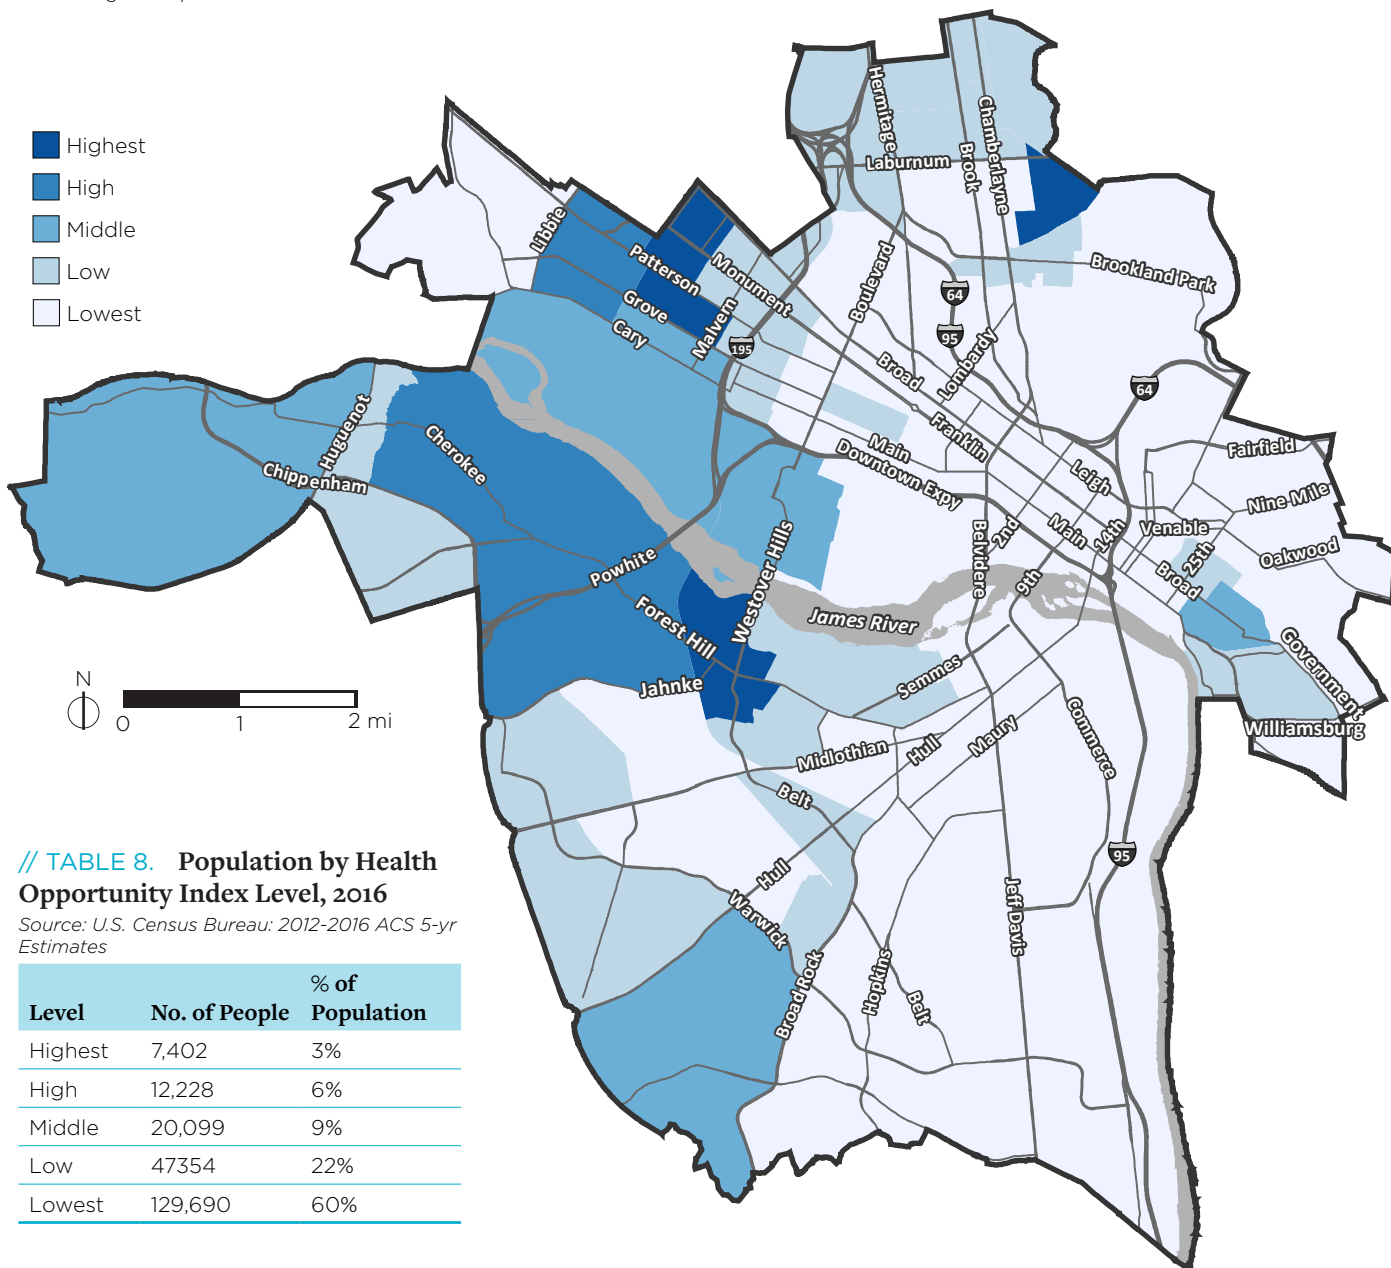 Highest
High
Middle
Low
Lowest
Hermitage
Chamberlayne
Brook
Laburnum
Libbie
Patterson
Monument
Boulevard
Brookland Park
64
95
Grove
Malvern
Cary
195
Lombardy
Broad
64
Huguenot
Cherokee
Chippenham
Franklin
Main
Downtown Expy
Leigh
Fairfield
Nine Mile
Venable
Oakwood
Belvidere
2nd
Main
14th
25th
Broad
9th
Westover Hills
Powhite
Forest Hill
James River
Government
Jahnke
Semmes
Williamsburg
N
0 1 2 mi
Midlothian
Hull
Maury
Commerce
Belt
95
Hull
Warwick
Jeff Davis
Broad Rock
Hopkins
Belt
// TABLE 8. Population by Health
Opportunity Index Level, 2016
Source: U.S. Census Bureau: 2012-2016 ACS 5-yr
Estimates
Level No. of People % of Population
Highest 7,402 3%
High 12,228 6%
Middle 20,099 9%
Low 47354 22%
Lowest 129,690 60%